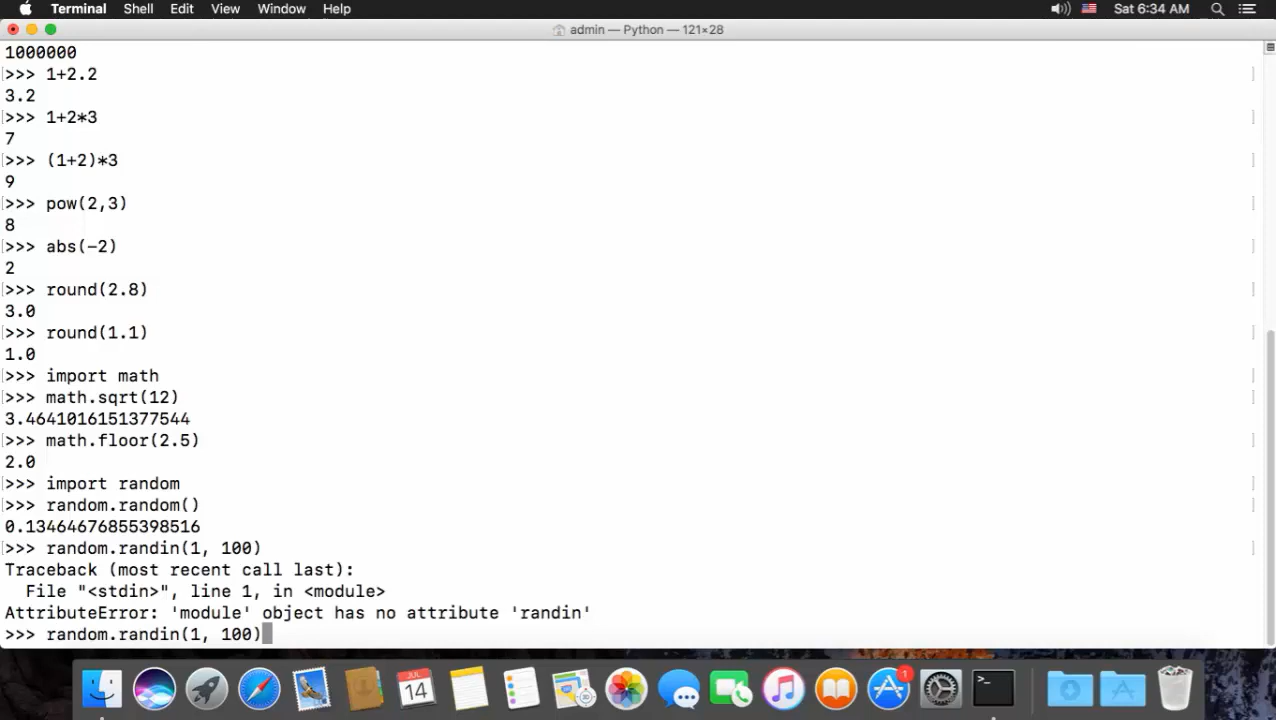 Terminal Shell Edit View Window Help Sat 6:34 AM
admin — Python — 121×28
1000000
>>> 1+2.2
3.2
>>> 1+2*3
7
>>> (1+2)*3
9
>>> pow(2,3)
8
>>> abs(-2)
2
>>> round(2.8)
3.0
>>> round(1.1)
1.0
>>> import math
>>> math.sqrt(12)
3.4641016151377544
>>> math.floor(2.5)
2.0
>>> import random
>>> random.random()
0.13464676855398516
>>> random.randin(1, 100)
Traceback (most recent call last):
  File "<stdin>", line 1, in <module>
AttributeError: 'module' object has no attribute 'randin'
>>> random.randin(1, 100)
14
1
>_